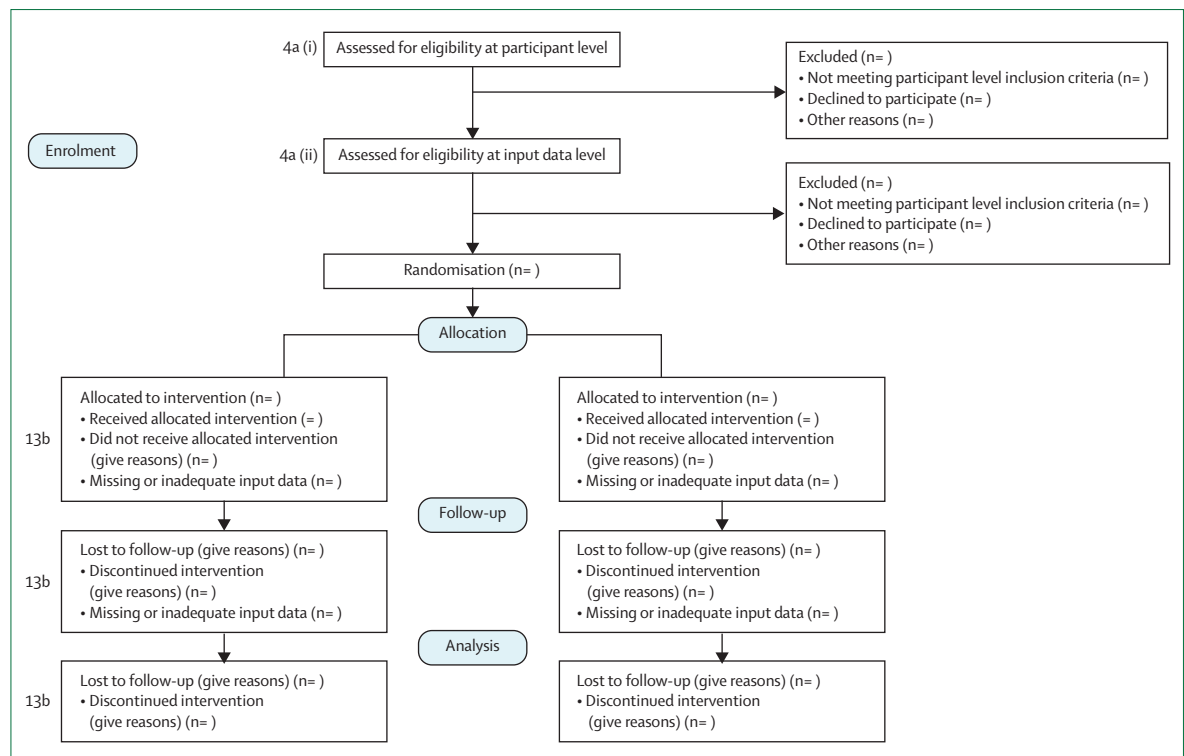 4a (i)
Assessed for eligibility at participant level
Excluded (n= )
• Not meeting participant level inclusion criteria (n= )
• Declined to participate (n= )
• Other reasons (n= )
Enrolment
4a (ii)
Assessed for eligibility at input data level
Excluded (n= )
• Not meeting participant level inclusion criteria (n= )
• Declined to participate (n= )
• Other reasons (n= )
Randomisation (n= )
Allocation
13b
Allocated to intervention (n= )
• Received allocated intervention (= )
• Did not receive allocated intervention
(give reasons) (n= )
• Missing or inadequate input data (n= )
Allocated to intervention (n= )
• Received allocated intervention (= )
• Did not receive allocated intervention
(give reasons) (n= )
• Missing or inadequate input data (n= )
Follow-up
13b
Lost to follow-up (give reasons) (n= )
• Discontinued intervention
(give reasons) (n= )
• Missing or inadequate input data (n= )
Lost to follow-up (give reasons) (n= )
• Discontinued intervention
(give reasons) (n= )
• Missing or inadequate input data (n= )
Analysis
13b
Lost to follow-up (give reasons) (n= )
• Discontinued intervention
(give reasons) (n= )
Lost to follow-up (give reasons) (n= )
• Discontinued intervention
(give reasons) (n= )